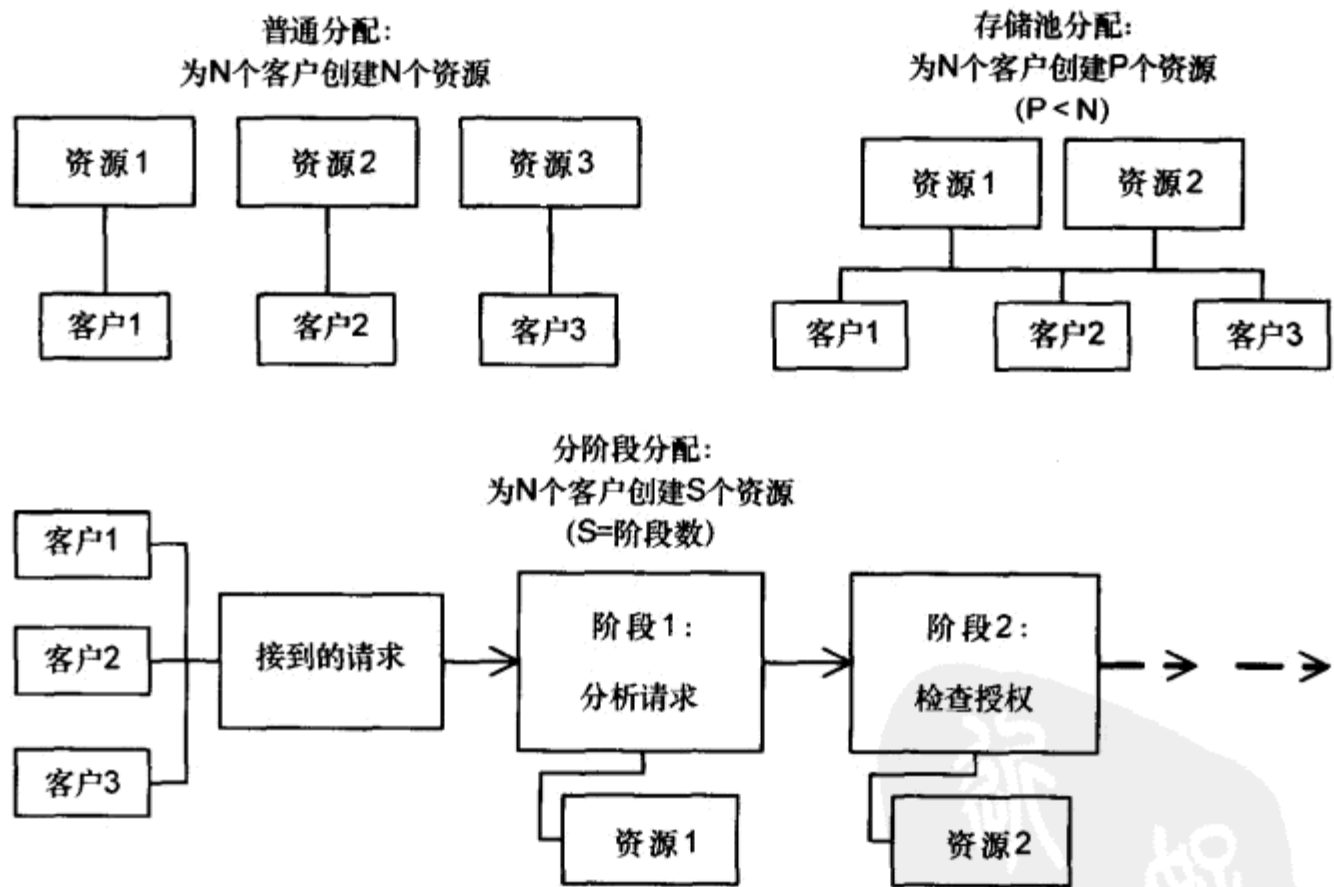 普通分配：
为N个客户创建N个资源
资源1
资源2
资源3
客户1
客户2
客户3
存储池分配：
为N个客户创建P个资源
(P < N)
资源1
资源2
客户1
客户2
客户3
分阶段分配：
为N个客户创建S个资源
(S=阶段数)
客户1
客户2
客户3
接到的请求
阶段1：
分析请求
资源1
阶段2：
检查授权
资源2